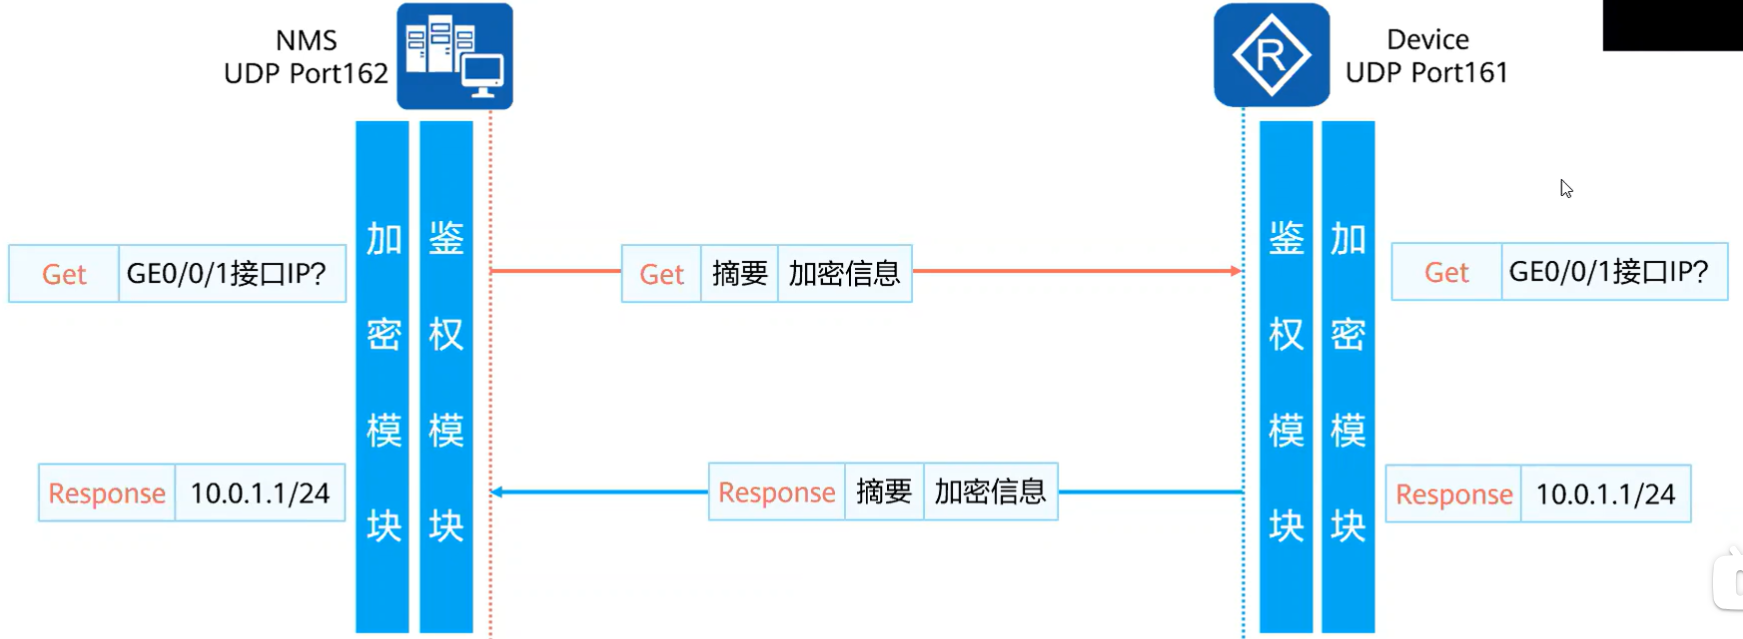 NMS
UDP Port162
R
Device
UDP Port161
加密模块
鉴权模块
鉴权模块
加密模块
Get GE0/0/1接口IP?
Get 摘要 加密信息
Get GE0/0/1接口IP?
Response 10.0.1.1/24
Response 摘要 加密信息
Response 10.0.1.1/24